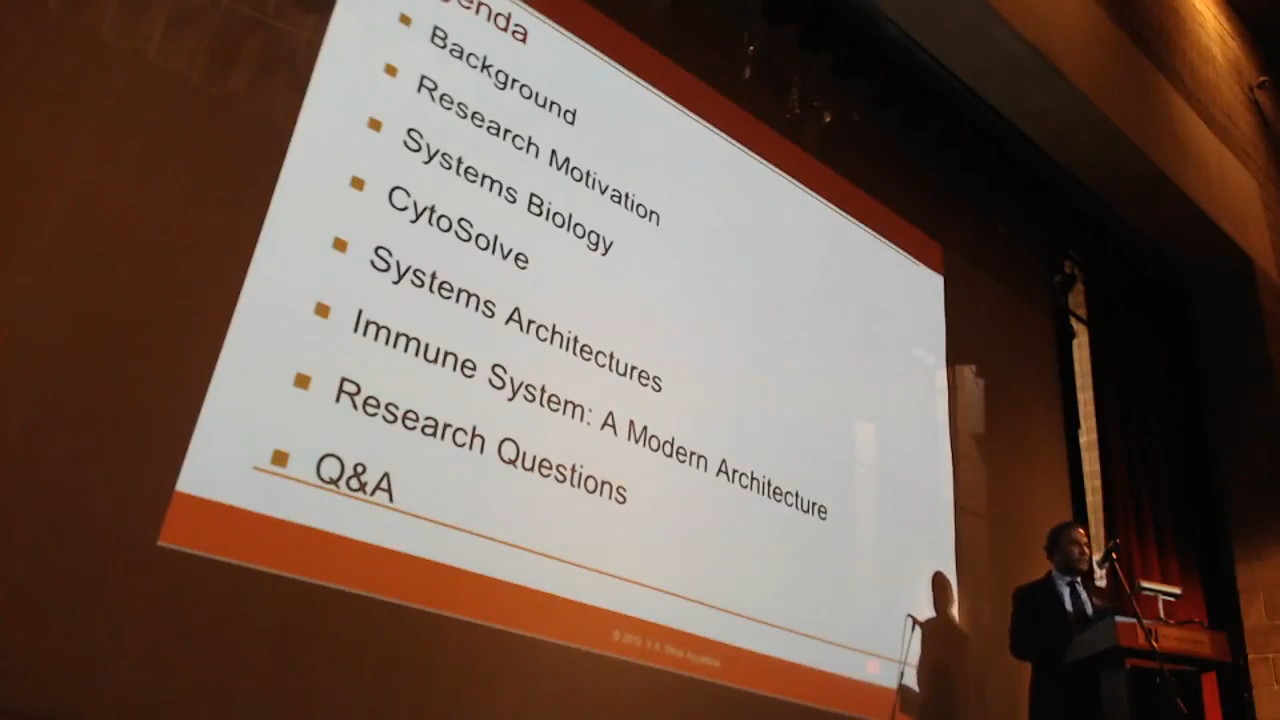 enda
Background
Research Motivation
Systems Biology
CytoSolve
Systems Architectures
Immune System: A Modern Architecture
Research Questions
Q&A